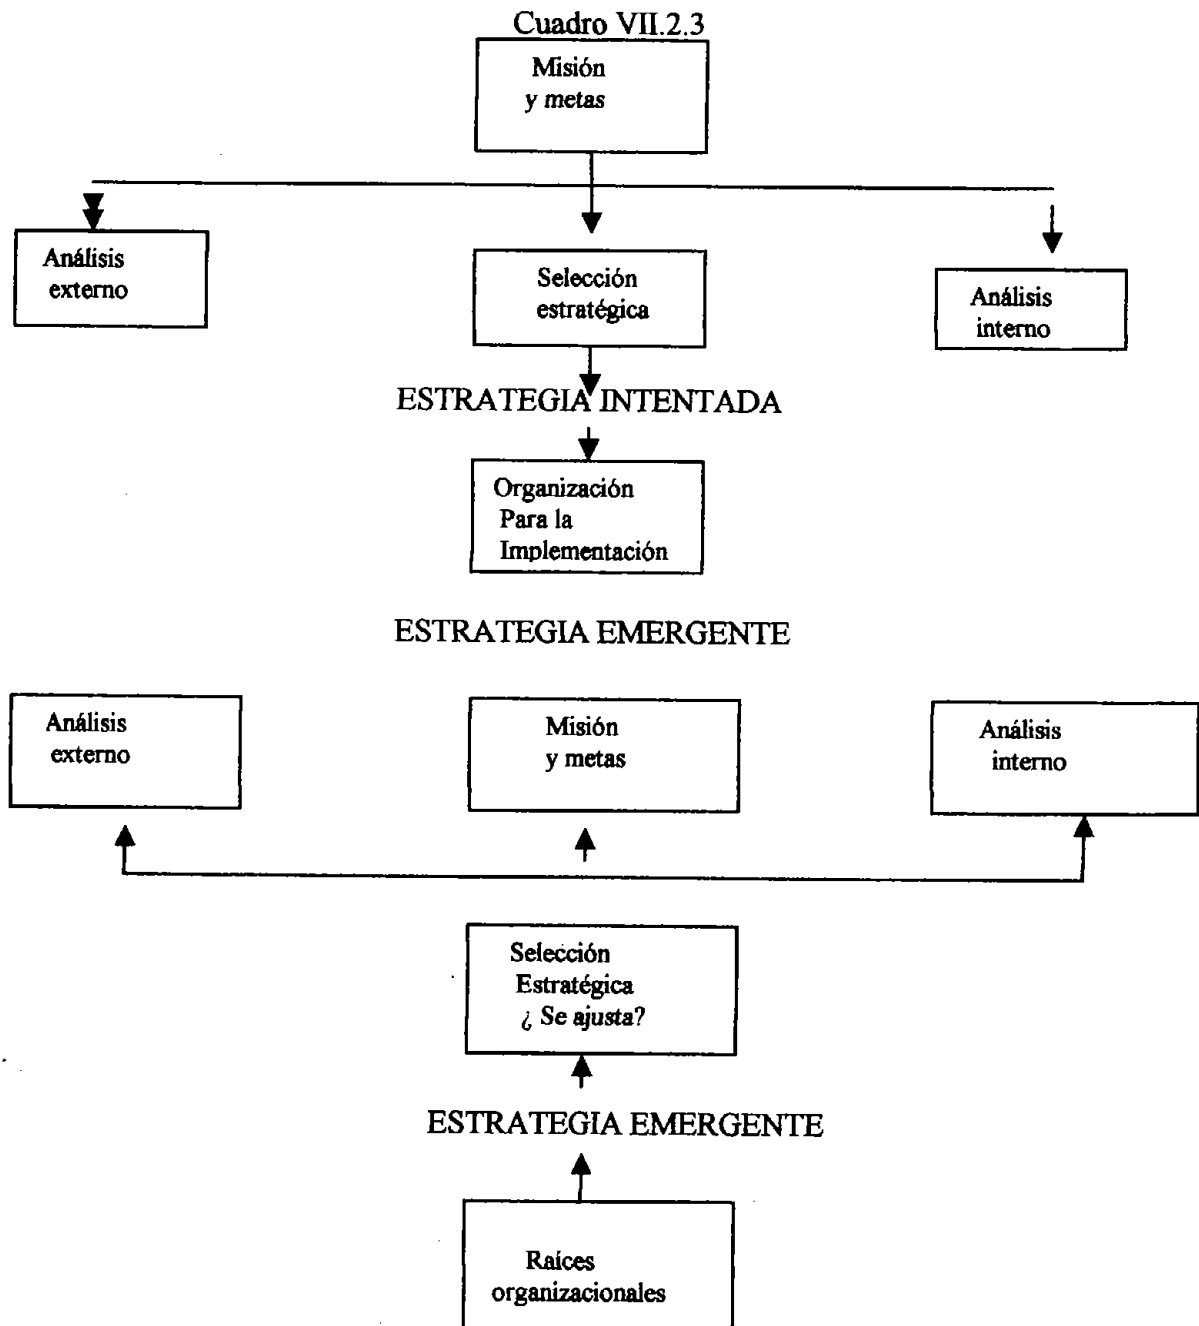 Cuadro VII.2.3
Misión
y metas
Análisis
externo
Selección
estratégica
Análisis
interno
ESTRATEGIA INTENTADA
Organización
Para la
Implementación
ESTRATEGIA EMERGENTE
Análisis
externo
Misión
y metas
Análisis
interno
Selección
Estratégica
¿ Se ajusta?
ESTRATEGIA EMERGENTE
Raíces
organizacionales